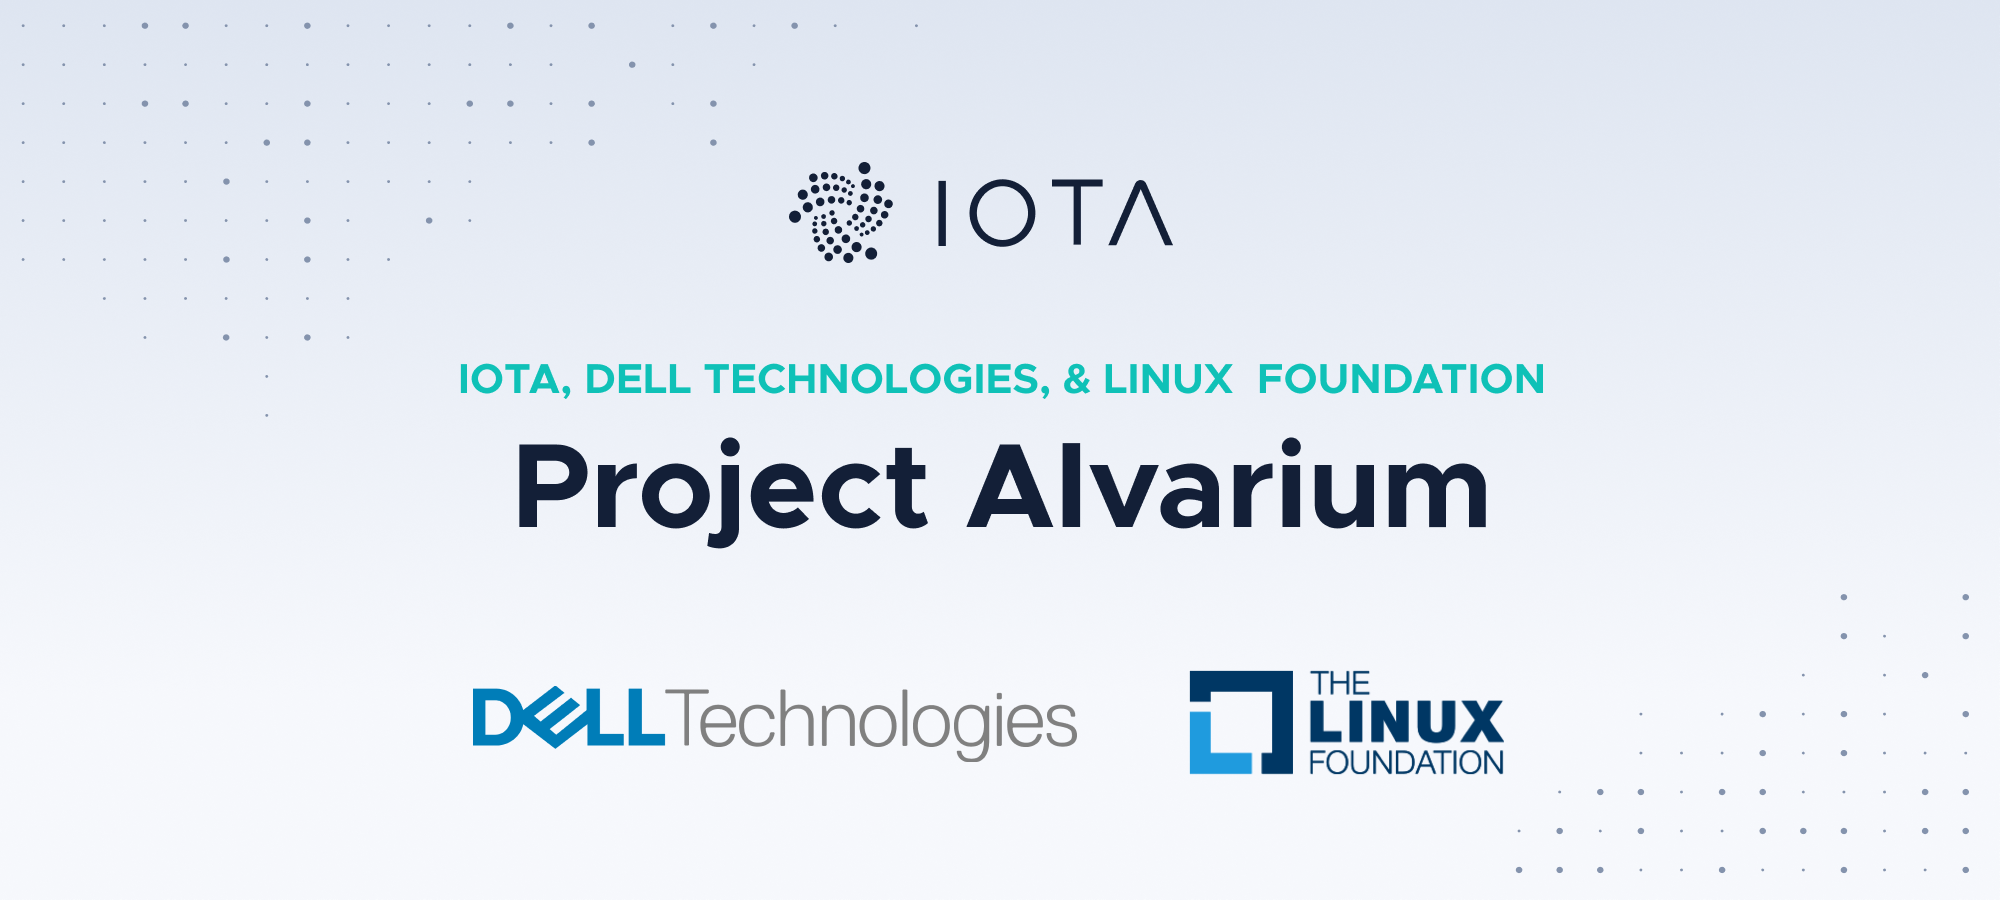 IOTA
IOTA, DELL TECHNOLOGIES, & LINUX FOUNDATION
Project Alvarium
DELL Technologies
THE
LINUX
FOUNDATION